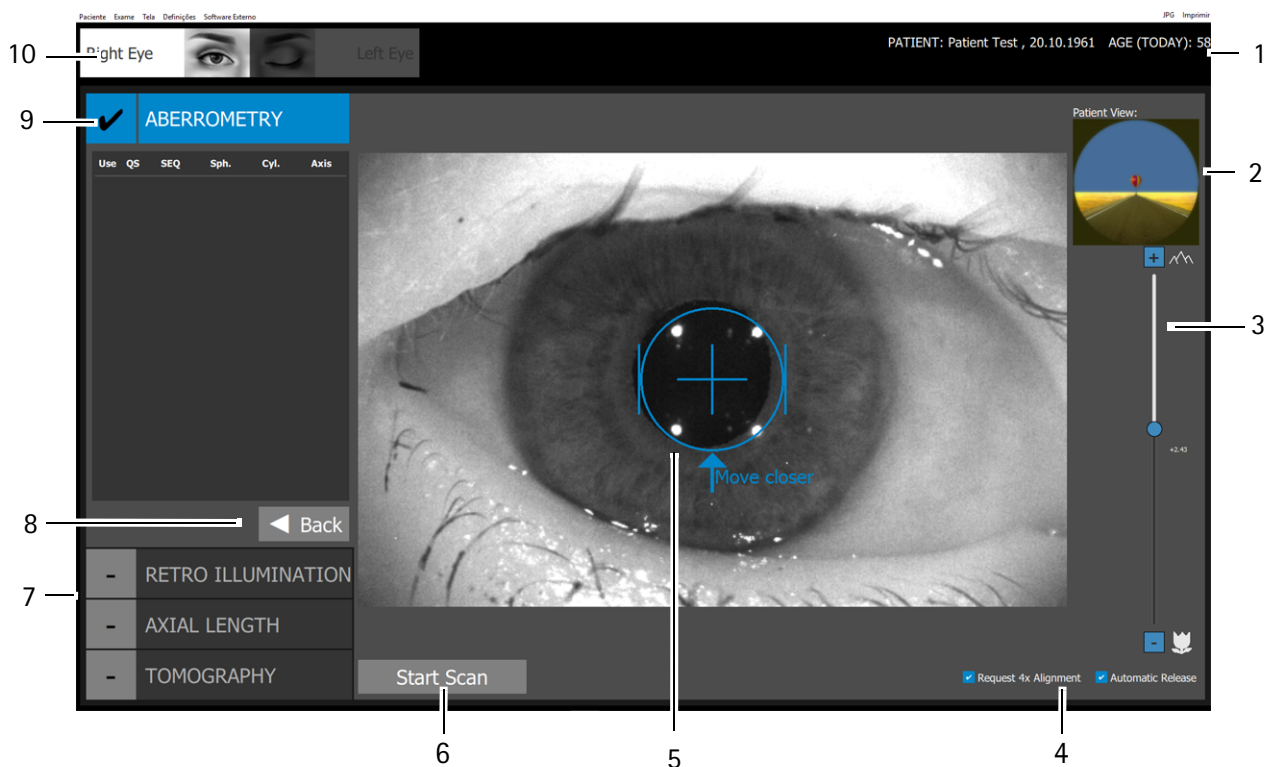 Paciente Exame Tela Definições Software Externo
JPG Imprimir
10
Right Eye
Left Eye
PATIENT: Patient Test , 20.10.1961 AGE (TODAY): 58
1
9
✔ ABERROMETRY
Patient View:
Use QS SEQ Sph. Cyl. Axis
2
+
3
+2.43
Move closer
8
◀ Back
- RETRO ILLUMINATION
7
- AXIAL LENGTH
-
- TOMOGRAPHY
Start Scan
Request 4x Alignment
Automatic Release
6
5
4